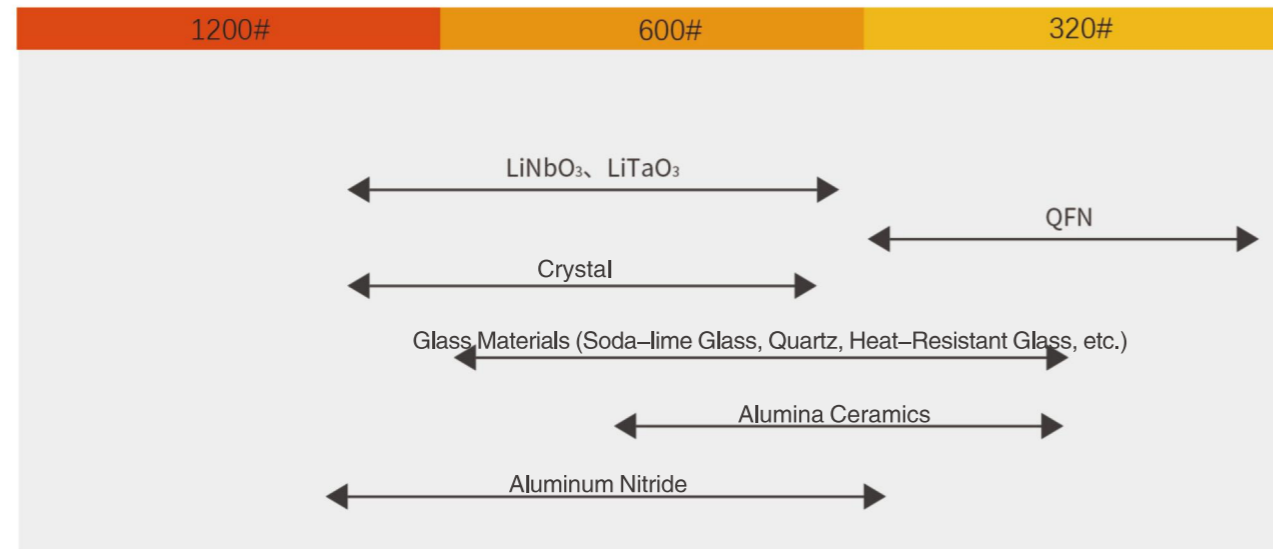 1200# 600# 320#
LiNbO₃、LiTaO₃
QFN
Crystal
Glass Materials (Soda–lime Glass, Quartz, Heat–Resistant Glass, etc.)
Alumina Ceramics
Aluminum Nitride